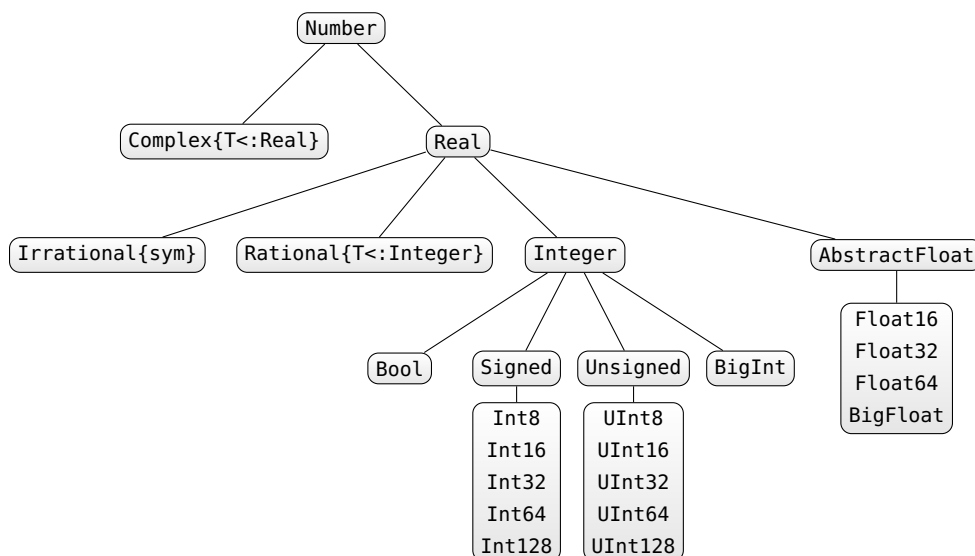 Number
Complex{T<:Real}
Real
Irrational{sym}
Rational{T<:Integer}
Integer
AbstractFloat
Float16
Float32
Float64
BigFloat
Bool
Signed
Unsigned
BigInt
Int8
Int16
Int32
Int64
Int128
UInt8
UInt16
UInt32
UInt64
UInt128